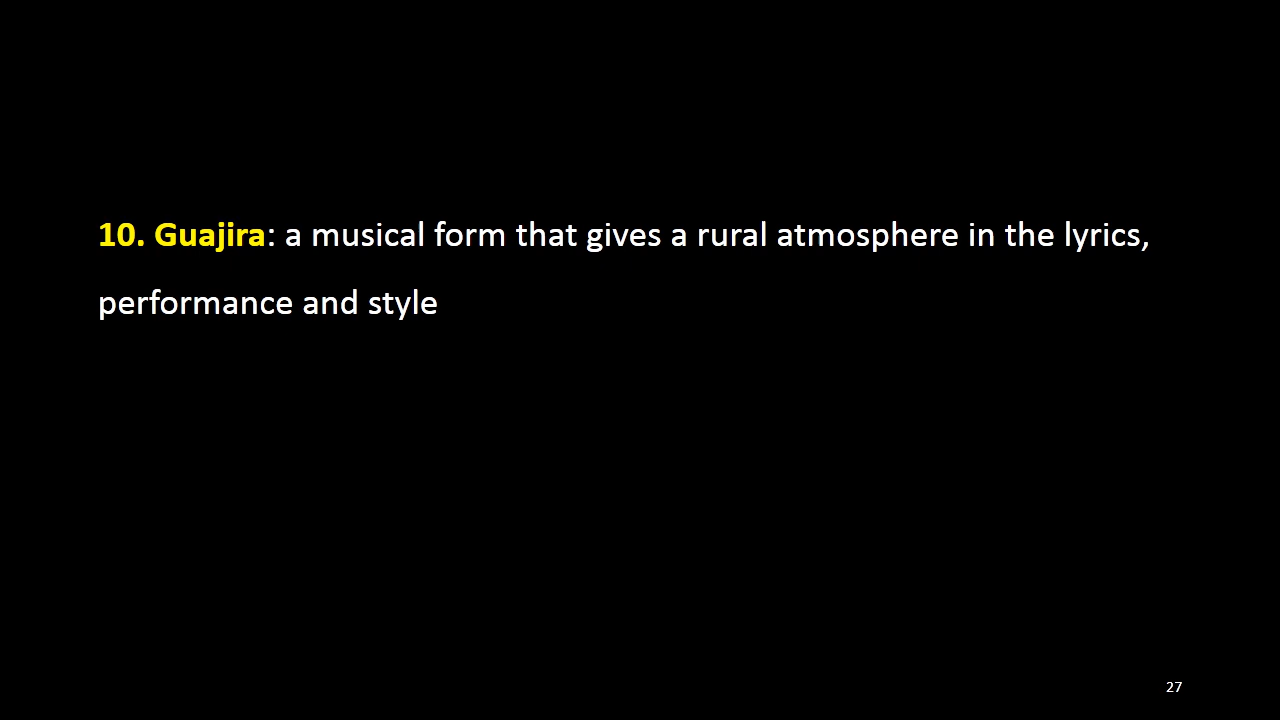 10. Guajira: a musical form that gives a rural atmosphere in the lyrics,
performance and style
27